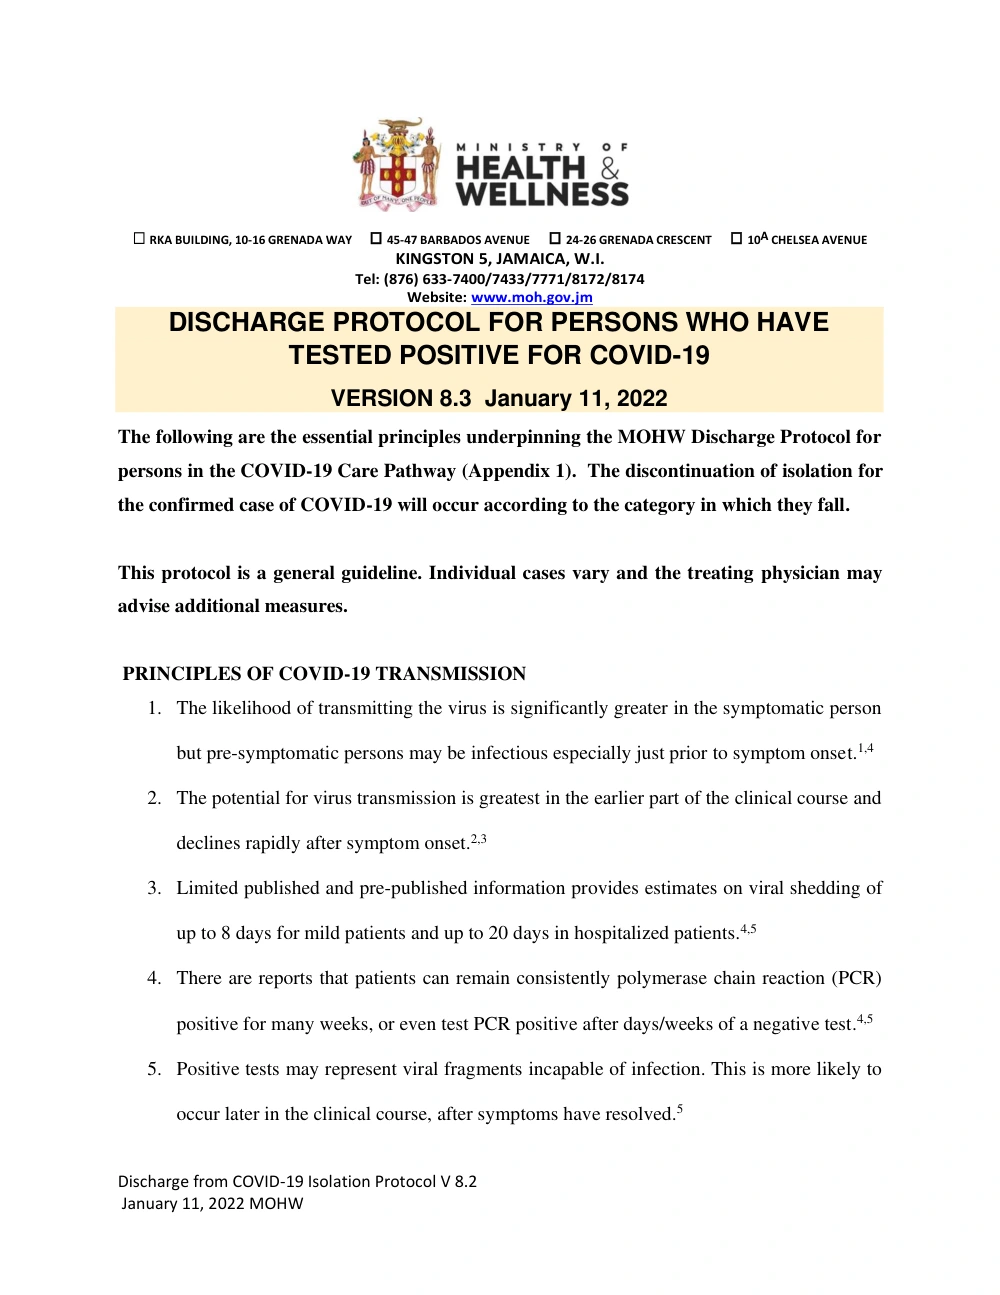 MINISTRY OF
HEALTH &
WELLNESS
OUT OF MANY, ONE PEOPLE
☐ RKA BUILDING, 10-16 GRENADA WAY ☐ 45-47 BARBADOS AVENUE ☐ 24-26 GRENADA CRESCENT ☐ 10A CHELSEA AVENUE
KINGSTON 5, JAMAICA, W.I.
Tel: (876) 633-7400/7433/7771/8172/8174
Website: www.moh.gov.jm
DISCHARGE PROTOCOL FOR PERSONS WHO HAVE
TESTED POSITIVE FOR COVID-19
VERSION 8.3 January 11, 2022
The following are the essential principles underpinning the MOHW Discharge Protocol for
persons in the COVID-19 Care Pathway (Appendix 1). The discontinuation of isolation for
the confirmed case of COVID-19 will occur according to the category in which they fall.
This protocol is a general guideline. Individual cases vary and the treating physician may
advise additional measures.
PRINCIPLES OF COVID-19 TRANSMISSION
1. The likelihood of transmitting the virus is significantly greater in the symptomatic person
but pre-symptomatic persons may be infectious especially just prior to symptom onset.1,4
2. The potential for virus transmission is greatest in the earlier part of the clinical course and
declines rapidly after symptom onset.2,3
3. Limited published and pre-published information provides estimates on viral shedding of
up to 8 days for mild patients and up to 20 days in hospitalized patients.4,5
4. There are reports that patients can remain consistently polymerase chain reaction (PCR)
positive for many weeks, or even test PCR positive after days/weeks of a negative test.4,5
5. Positive tests may represent viral fragments incapable of infection. This is more likely to
occur later in the clinical course, after symptoms have resolved.5
Discharge from COVID-19 Isolation Protocol V 8.2
January 11, 2022 MOHW